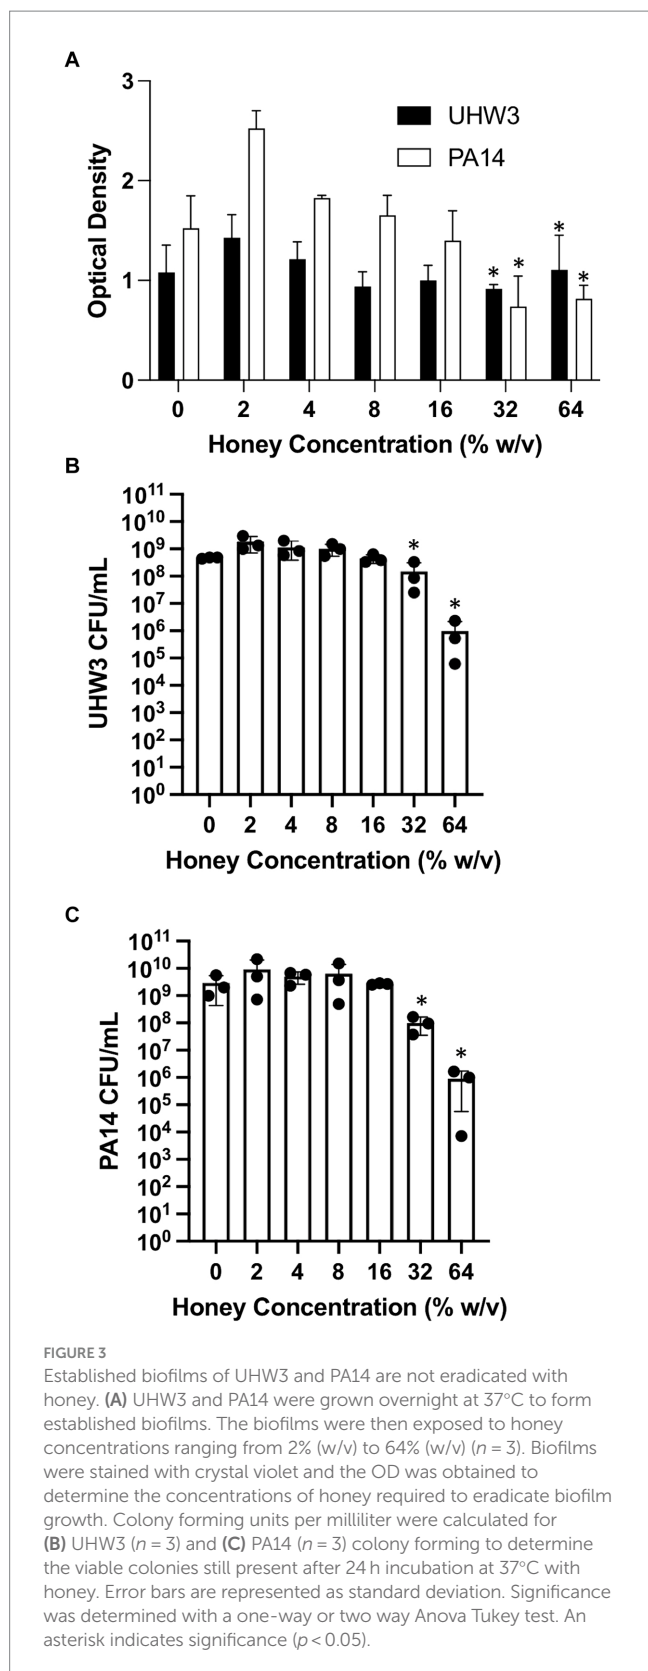 A
3
2
1
0
Optical Density
UHW3
PA14
* * * *
0 2 4 8 16 32 64
Honey Concentration (% w/v)
B
10¹¹
10¹⁰
10⁹
10⁸
10⁷
10⁶
10⁵
10⁴
10³
10²
10¹
10⁰
UHW3 CFU/mL
* *
0 2 4 8 16 32 64
Honey Concentration (% w/v)
C
10¹¹
10¹⁰
10⁹
10⁸
10⁷
10⁶
10⁵
10⁴
10³
10²
10¹
10⁰
PA14 CFU/mL
* *
0 2 4 8 16 32 64
Honey Concentration (% w/v)
FIGURE 3
Established biofilms of UHW3 and PA14 are not eradicated with
honey. (A) UHW3 and PA14 were grown overnight at 37°C to form
established biofilms. The biofilms were then exposed to honey
concentrations ranging from 2% (w/v) to 64% (w/v) (n = 3). Biofilms
were stained with crystal violet and the OD was obtained to
determine the concentrations of honey required to eradicate biofilm
growth. Colony forming units per milliliter were calculated for
(B) UHW3 (n = 3) and (C) PA14 (n = 3) colony forming to determine
the viable colonies still present after 24 h incubation at 37°C with
honey. Error bars are represented as standard deviation. Significance
was determined with a one-way or two way Anova Tukey test. An
asterisk indicates significance (p < 0.05).